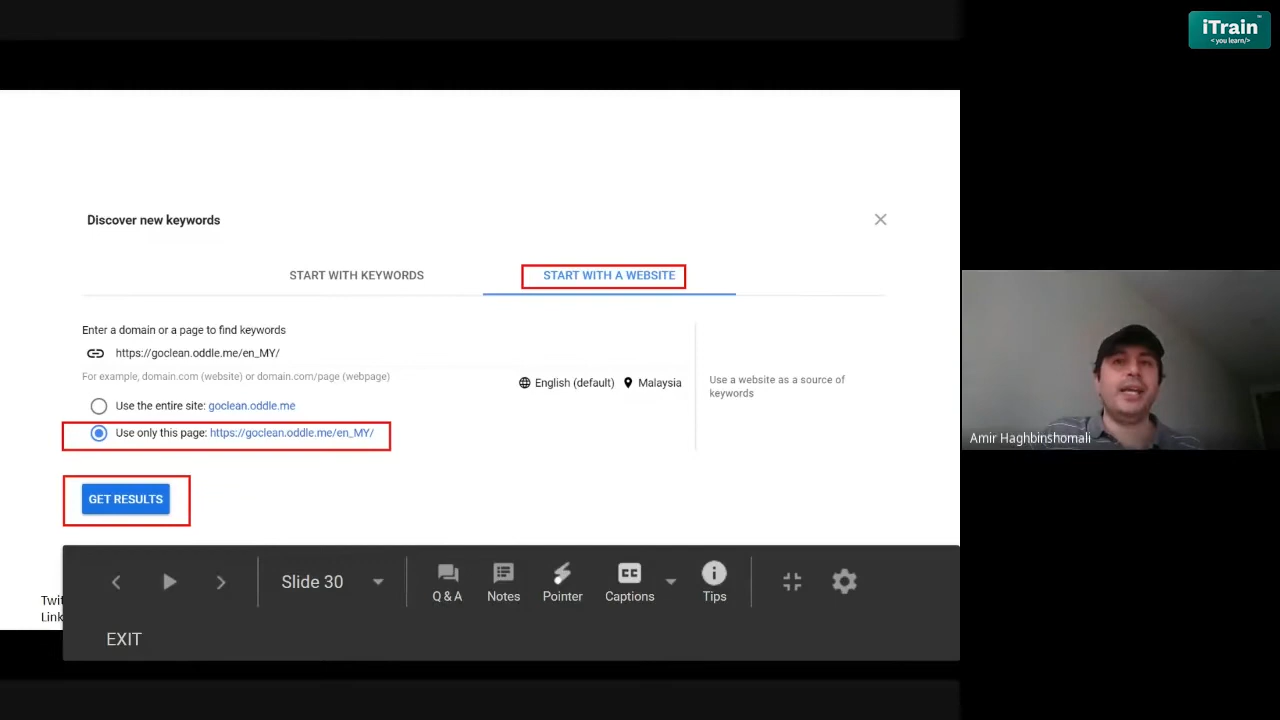 iTrain
< you learn/>
Discover new keywords
START WITH KEYWORDS
START WITH A WEBSITE
Enter a domain or a page to find keywords
https://goclean.oddle.me/en_MY/
For example, domain.com (website) or domain.com/page (webpage)
English (default) Malaysia
Use a website as a source of
keywords
Use the entire site: goclean.oddle.me
Use only this page: https://goclean.oddle.me/en_MY/
GET RESULTS
Amir Haghbinshomali
Slide 30
Q & A
Notes
Pointer
CC
Captions
Tips
Twit
Link
EXIT